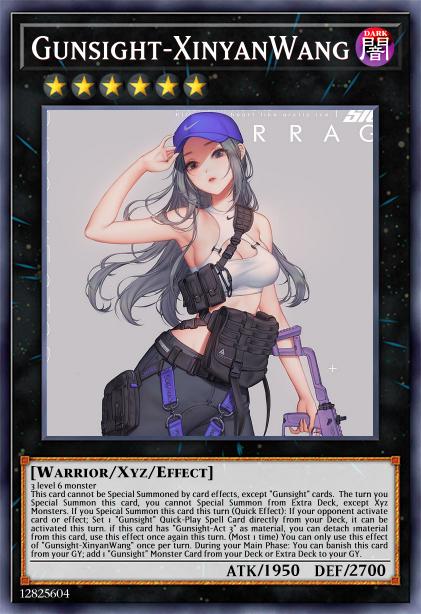 GUNSIGHT-XINYANWANG
DARK
闇
RRAG
[WARRIOR/XYZ/EFFECT]
3 level 6 monster
This card cannot be Special Summoned by card effects, except "Gunsight" cards. The turn you
Special Summon this card, you cannot Special Summon from Extra Deck, except Xyz
Monsters. If you Speical Summon this card this turn (Quick Effect): If your opponent activate
card or effect; Set 1 "Gunsight" Quick-Play Spell Card directly from your Deck, it can be
activated this turn. if this card has "Gunsight-Act 3" as material, you can detach 1material
from this card, use this effect once again this turn. (Most 1 time) You can only use this effect
of "Gunsight-XinyanWang" once per turn. During your Main Phase: You can banish this card
from your GY; add 1 "Gunsight" Monster Card from your Deck or Extra Deck to your GY.
ATK/1950 DEF/2700
12825604